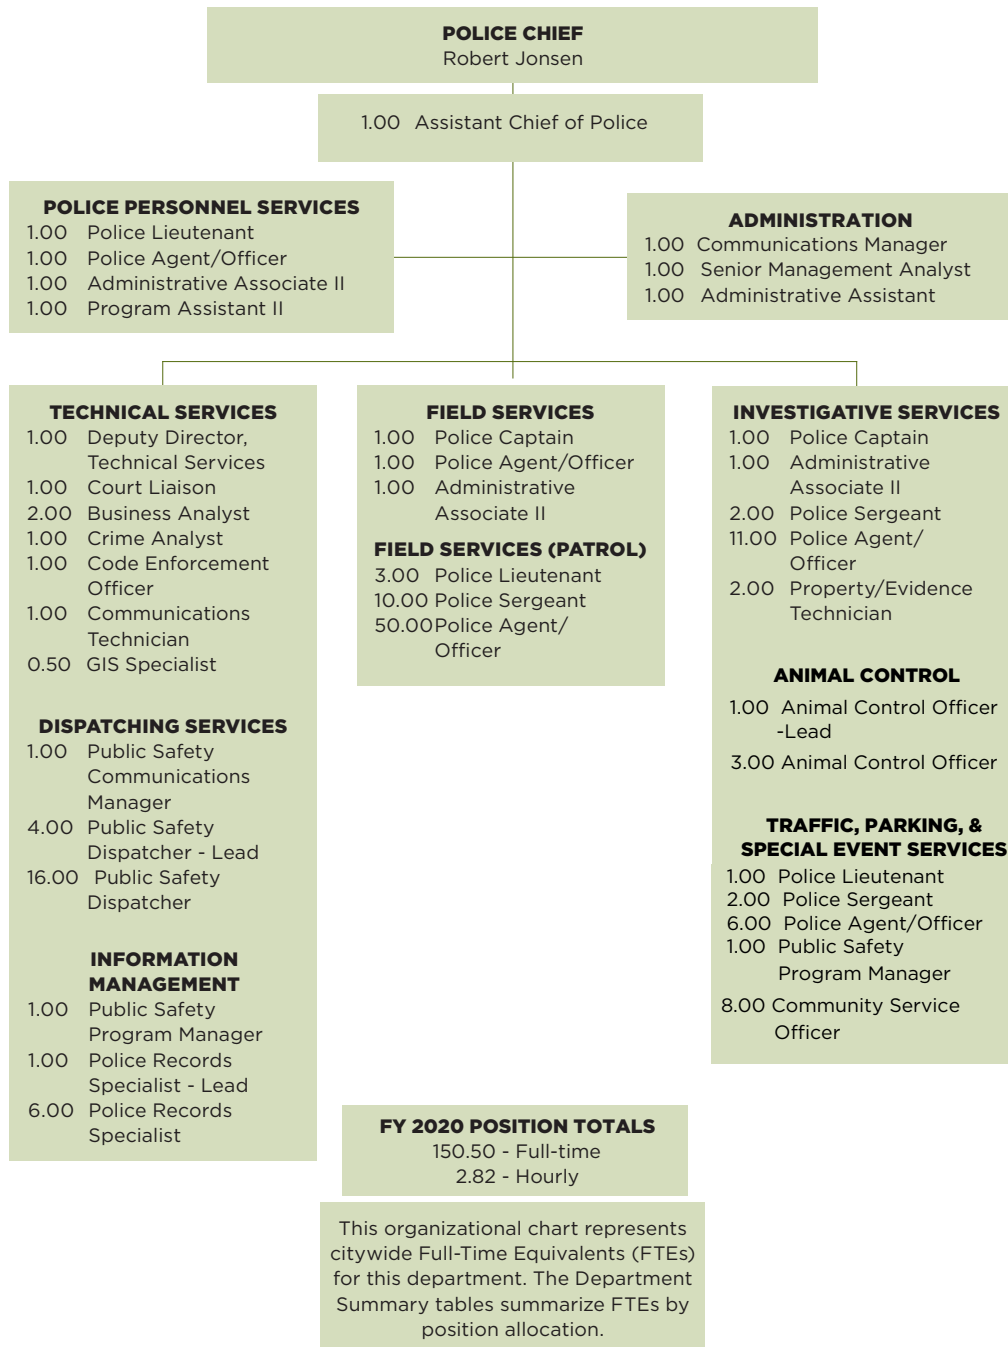 POLICE CHIEF
Robert Jonsen
1.00 Assistant Chief of Police
POLICE PERSONNEL SERVICES
1.00 Police Lieutenant
1.00 Police Agent/Officer
1.00 Administrative Associate II
1.00 Program Assistant II
ADMINISTRATION
1.00 Communications Manager
1.00 Senior Management Analyst
1.00 Administrative Assistant
TECHNICAL SERVICES
1.00 Deputy Director,
Technical Services
1.00 Court Liaison
2.00 Business Analyst
1.00 Crime Analyst
1.00 Code Enforcement
Officer
1.00 Communications
Technician
0.50 GIS Specialist
DISPATCHING SERVICES
1.00 Public Safety
Communications
Manager
4.00 Public Safety
Dispatcher - Lead
16.00 Public Safety
Dispatcher
INFORMATION
MANAGEMENT
1.00 Public Safety
Program Manager
1.00 Police Records
Specialist - Lead
6.00 Police Records
Specialist
FIELD SERVICES
1.00 Police Captain
1.00 Police Agent/Officer
1.00 Administrative
Associate II
FIELD SERVICES (PATROL)
3.00 Police Lieutenant
10.00 Police Sergeant
50.00 Police Agent/
Officer
INVESTIGATIVE SERVICES
1.00 Police Captain
1.00 Administrative
Associate II
2.00 Police Sergeant
11.00 Police Agent/
Officer
2.00 Property/Evidence
Technician
ANIMAL CONTROL
1.00 Animal Control Officer
-Lead
3.00 Animal Control Officer
TRAFFIC, PARKING, &
SPECIAL EVENT SERVICES
1.00 Police Lieutenant
2.00 Police Sergeant
6.00 Police Agent/Officer
1.00 Public Safety
Program Manager
8.00 Community Service
Officer
FY 2020 POSITION TOTALS
150.50 - Full-time
2.82 - Hourly
This organizational chart represents
citywide Full-Time Equivalents (FTEs)
for this department. The Department
Summary tables summarize FTEs by
position allocation.